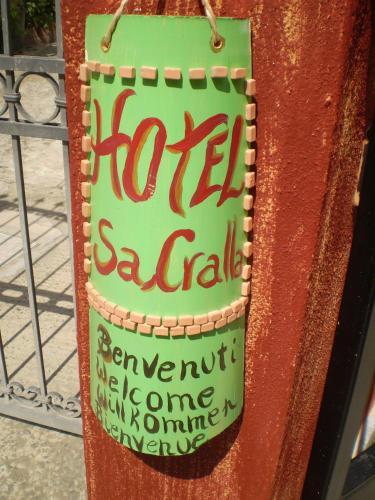 HOTEL
Sa Cralla
Benvenuti
Welcome
Willkommen
Bienvenue